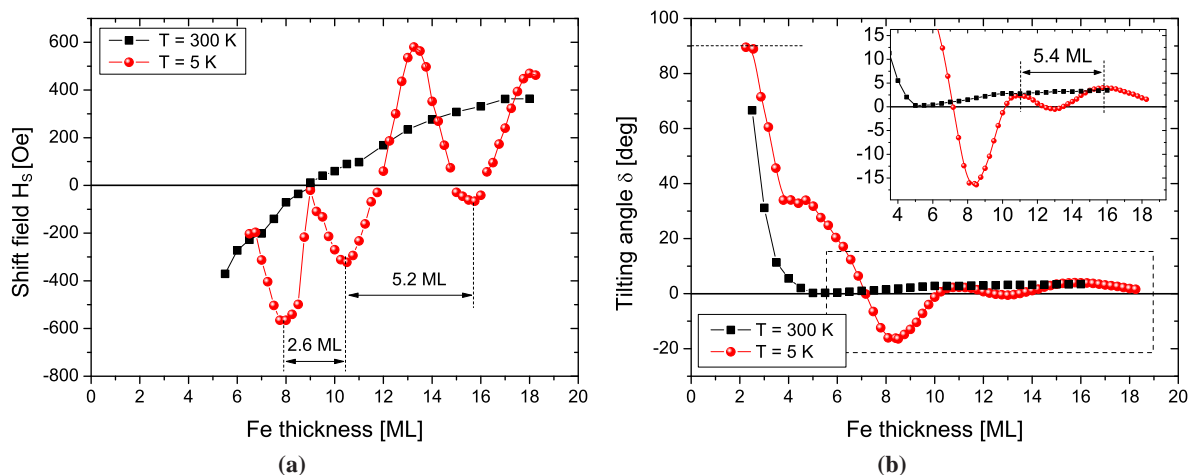 T = 300 K
T = 5 K
600
400
200
0
-200
-400
-600
-800
Shift field H_S [Oe]
5.2 ML
2.6 ML
0 2 4 6 8 10 12 14 16 18 20
Fe thickness [ML]
(a)
100
80
60
40
20
0
-20
Tilting angle δ [deg]
5.4 ML
15
10
5
0
-5
-10
-15
4 6 8 10 12 14 16 18 20
T = 300 K
T = 5 K
0 2 4 6 8 10 12 14 16 18 20
Fe thickness [ML]
(b)